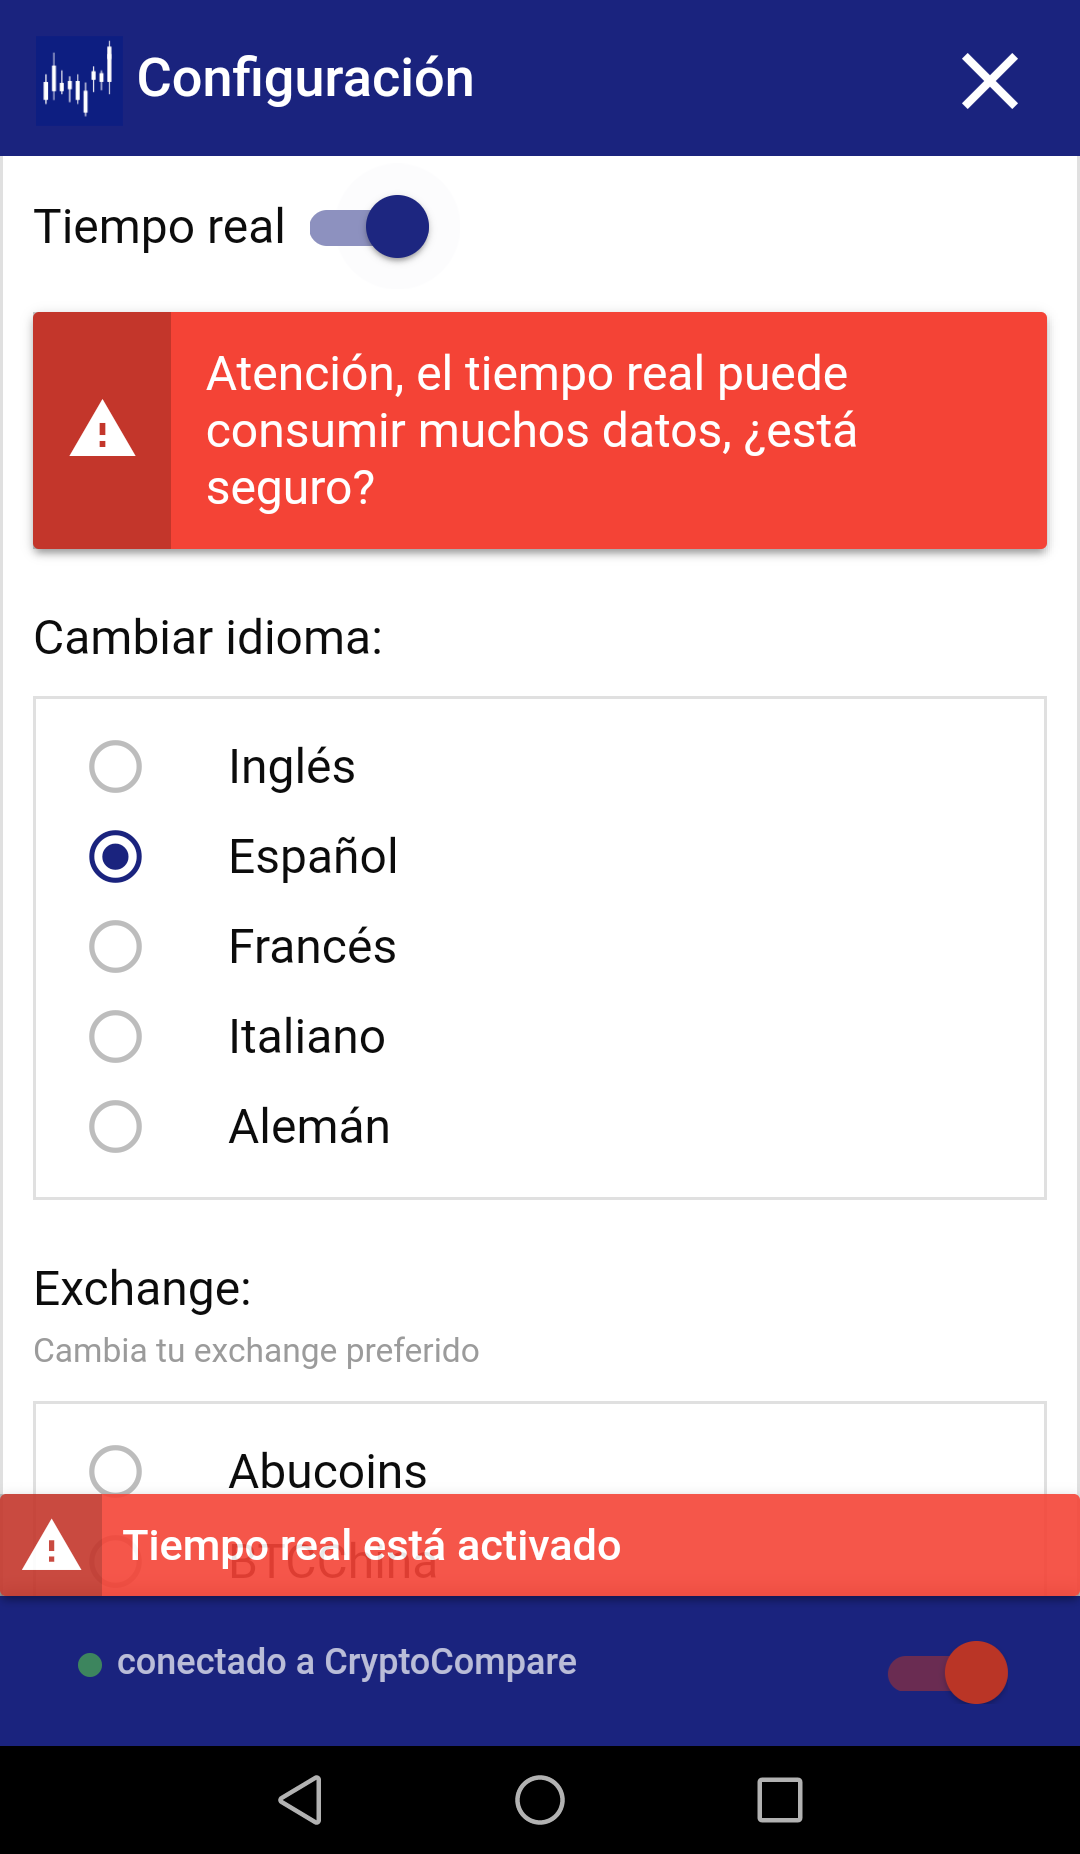 Configuración
Tiempo real
Atención, el tiempo real puede
consumir muchos datos, ¿está
seguro?
Cambiar idioma:
Inglés
Español
Francés
Italiano
Alemán
Exchange:
Cambia tu exchange preferido
Abucoins
Tiempo real está activado
BTCChina
conectado a CryptoCompare